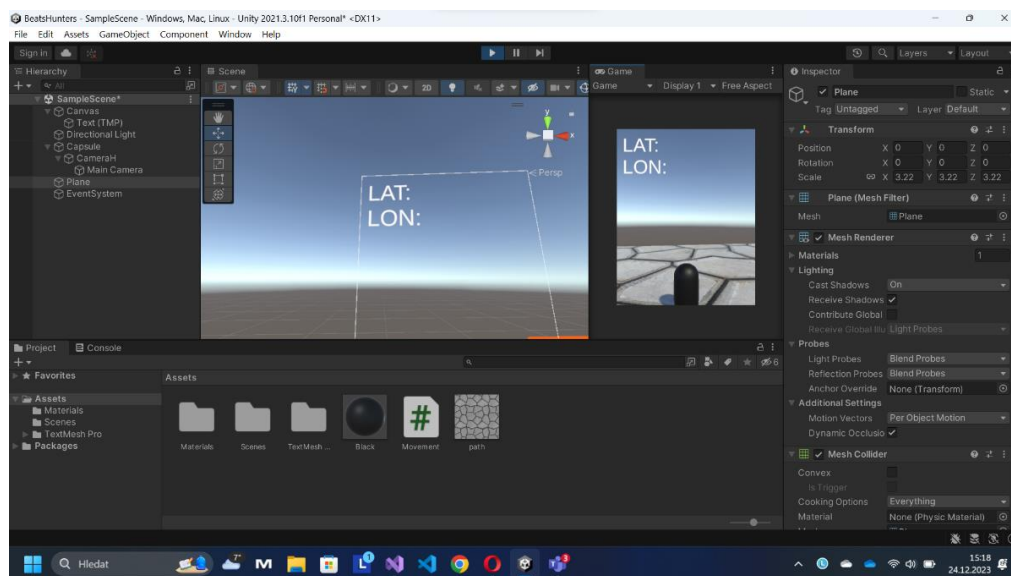 BeatsHunters - SampleScene - Windows, Mac, Linux - Unity 2021.3.10f1 Personal* <DX11>
File Edit Assets GameObject Component Window Help
Sign in
Layers
Layout
Hierarchy
All
SampleScene*
Canvas
Text (TMP)
Directional Light
Capsule
CameraH
Main Camera
Plane
EventSystem
Scene
2D
y
x
< Persp
LAT:
LON:
Game
Game Display 1 Free Aspect
LAT:
LON:
Inspector
Plane Static
Tag Untagged Layer Default
Transform
Position X 0 Y 0 Z 0
Rotation X 0 Y 0 Z 0
Scale X 3.22 Y 3.22 Z 3.22
Plane (Mesh Filter)
Mesh Plane
Mesh Renderer
Materials 1
Lighting
Cast Shadows On
Receive Shadows
Contribute Global
Receive Global Illu Light Probes
Probes
Light Probes Blend Probes
Reflection Probes Blend Probes
Anchor Override None (Transform)
Additional Settings
Motion Vectors Per Object Motion
Dynamic Occlusio
Mesh Collider
Convex
Is Trigger
Cooking Options Everything
Material None (Physic Material)
Project Console
6
Favorites
Assets
Materials
Scenes
TextMesh Pro
Packages
Assets
Materials Scenes TextMesh ... Black Movement path
Hledat
7°
9
3
15:18
24.12.2023